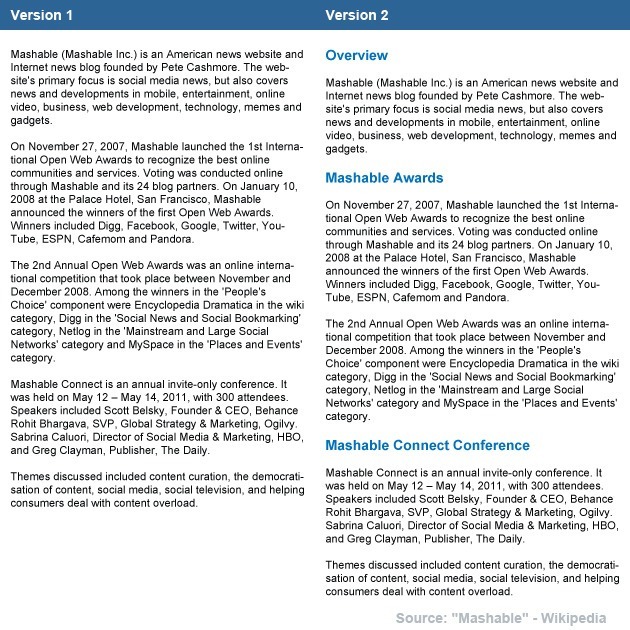 Version 1
Mashable (Mashable Inc.) is an American news website and
Internet news blog founded by Pete Cashmore. The web-
site's primary focus is social media news, but also covers
news and developments in mobile, entertainment, online
video, business, web development, technology, memes and
gadgets.
On November 27, 2007, Mashable launched the 1st Interna-
tional Open Web Awards to recognize the best online
communities and services. Voting was conducted online
through Mashable and its 24 blog partners. On January 10,
2008 at the Palace Hotel, San Francisco, Mashable
announced the winners of the first Open Web Awards.
Winners included Digg, Facebook, Google, Twitter, You-
Tube, ESPN, Cafemom and Pandora.
The 2nd Annual Open Web Awards was an online interna-
tional competition that took place between November and
December 2008. Among the winners in the 'People's
Choice' component were Encyclopedia Dramatica in the wiki
category, Digg in the 'Social News and Social Bookmarking'
category, Netlog in the 'Mainstream and Large Social
Networks' category and MySpace in the 'Places and Events'
category.
Mashable Connect is an annual invite-only conference. It
was held on May 12 – May 14, 2011, with 300 attendees.
Speakers included Scott Belsky, Founder & CEO, Behance
Rohit Bhargava, SVP, Global Strategy & Marketing, Ogilvy.
Sabrina Caluori, Director of Social Media & Marketing, HBO,
and Greg Clayman, Publisher, The Daily.
Themes discussed included content curation, the democrati-
sation of content, social media, social television, and helping
consumers deal with content overload.
Version 2
Overview
Mashable (Mashable Inc.) is an American news website and
Internet news blog founded by Pete Cashmore. The web-
site's primary focus is social media news, but also covers
news and developments in mobile, entertainment, online
video, business, web development, technology, memes and
gadgets.
Mashable Awards
On November 27, 2007, Mashable launched the 1st Interna-
tional Open Web Awards to recognize the best online
communities and services. Voting was conducted online
through Mashable and its 24 blog partners. On January 10,
2008 at the Palace Hotel, San Francisco, Mashable
announced the winners of the first Open Web Awards.
Winners included Digg, Facebook, Google, Twitter, You-
Tube, ESPN, Cafemom and Pandora.
The 2nd Annual Open Web Awards was an online interna-
tional competition that took place between November and
December 2008. Among the winners in the 'People's
Choice' component were Encyclopedia Dramatica in the wiki
category, Digg in the 'Social News and Social Bookmarking'
category, Netlog in the 'Mainstream and Large Social
Networks' category and MySpace in the 'Places and Events'
category.
Mashable Connect Conference
Mashable Connect is an annual invite-only conference. It
was held on May 12 – May 14, 2011, with 300 attendees.
Speakers included Scott Belsky, Founder & CEO, Behance
Rohit Bhargava, SVP, Global Strategy & Marketing, Ogilvy.
Sabrina Caluori, Director of Social Media & Marketing, HBO,
and Greg Clayman, Publisher, The Daily.
Themes discussed included content curation, the democrati-
sation of content, social media, social television, and helping
consumers deal with content overload.
Source: "Mashable" - Wikipedia